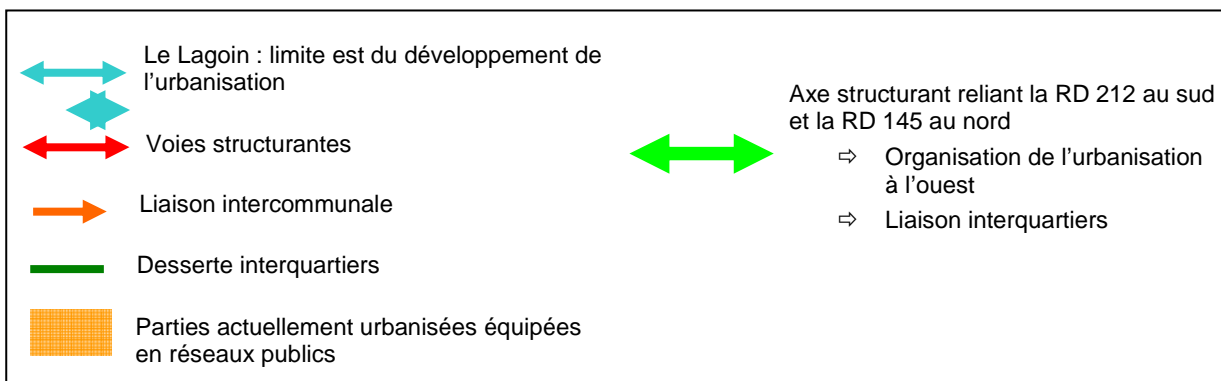 Le Lagoin : limite est du développement de
l’urbanisation
Voies structurantes
Liaison intercommunale
Desserte interquartiers
Parties actuellement urbanisées équipées
en réseaux publics
Axe structurant reliant la RD 212 au sud
et la RD 145 au nord
⇨ Organisation de l’urbanisation
à l’ouest
⇨ Liaison interquartiers